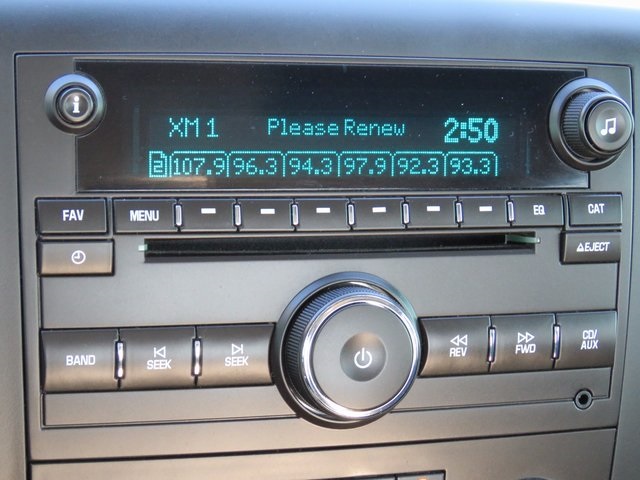 i
XM 1 Please Renew 2:50
2 107.9 96.3 94.3 97.9 92.3 93.3
FAV MENU EQ CAT
EJECT
BAND SEEK SEEK REV FWD CD/
AUX